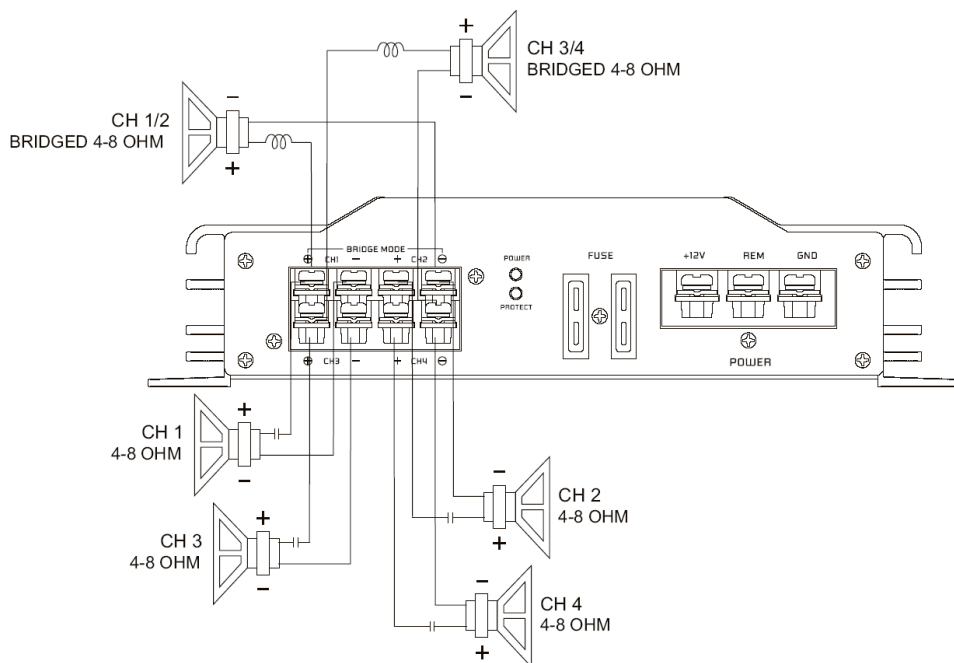 +
CH 3/4
BRIDGED 4-8 OHM
−
−
CH 1/2
BRIDGED 4-8 OHM
+
BRIDGE MODE
⊕ CH1 − + CH2 ⊖
POWER
PROTECT
FUSE
+12V REM GND
POWER
⊕ CH3 − + CH4 ⊖
+
CH 1
4-8 OHM
−
−
CH 2
4-8 OHM
+
+
CH 3
4-8 OHM
−
−
CH 4
4-8 OHM
+